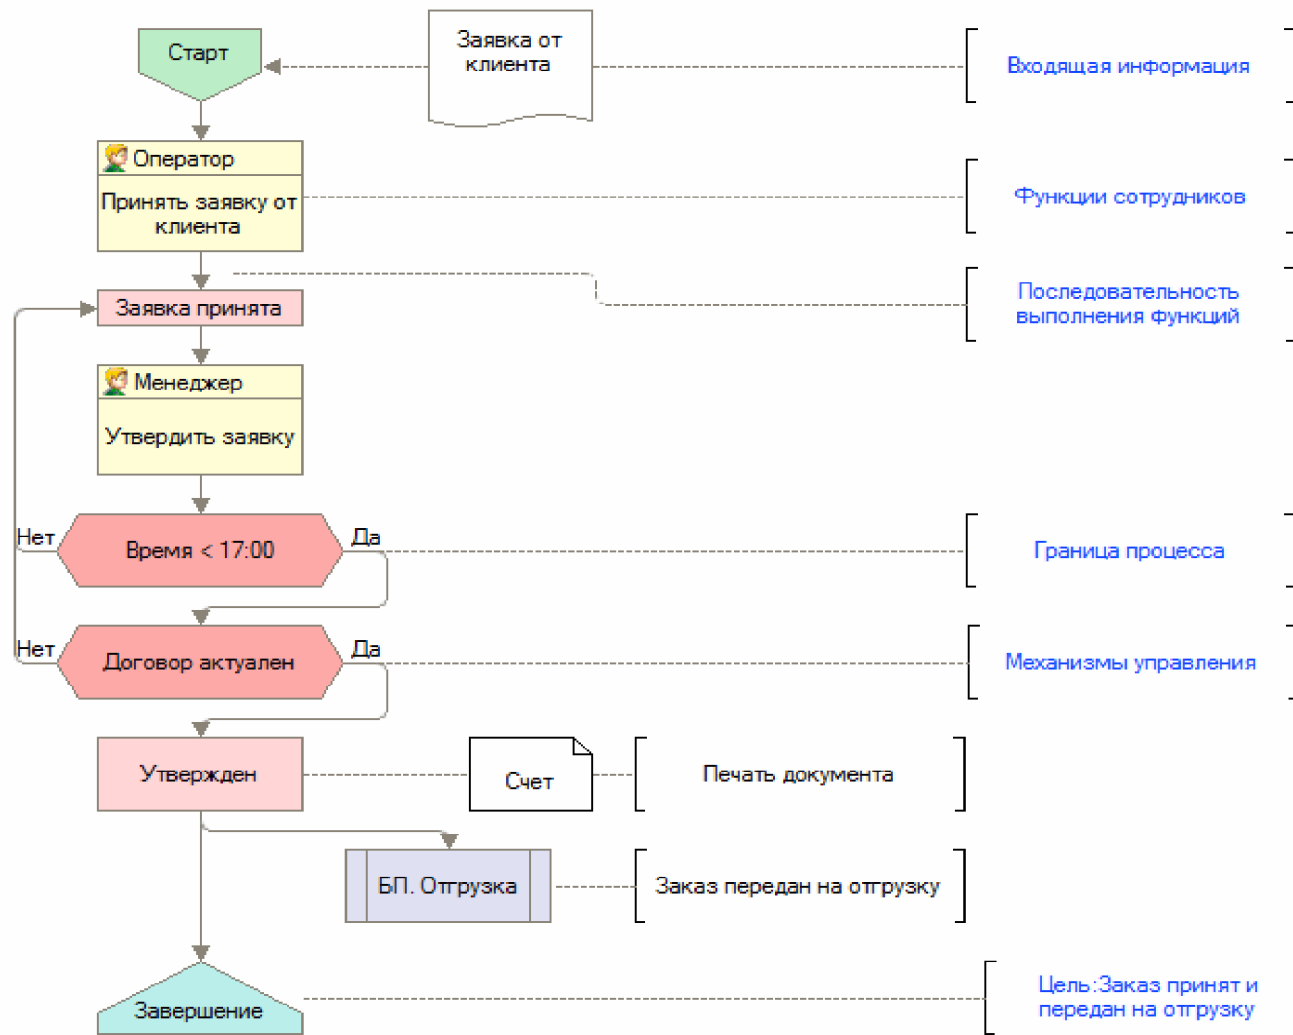 Старт
Заявка от
клиента
Входящая информация
Оператор
Принять заявку от
клиента
Функции сотрудников
Заявка принята
Последовательность
выполнения функций
Менеджер
Утвердить заявку
Нет
Время < 17:00
Да
Граница процесса
Нет
Договор актуален
Да
Механизмы управления
Утвержден
Счет
Печать документа
БП. Отгрузка
Заказ передан на отгрузку
Завершение
Цель:Заказ принят и
передан на отгрузку